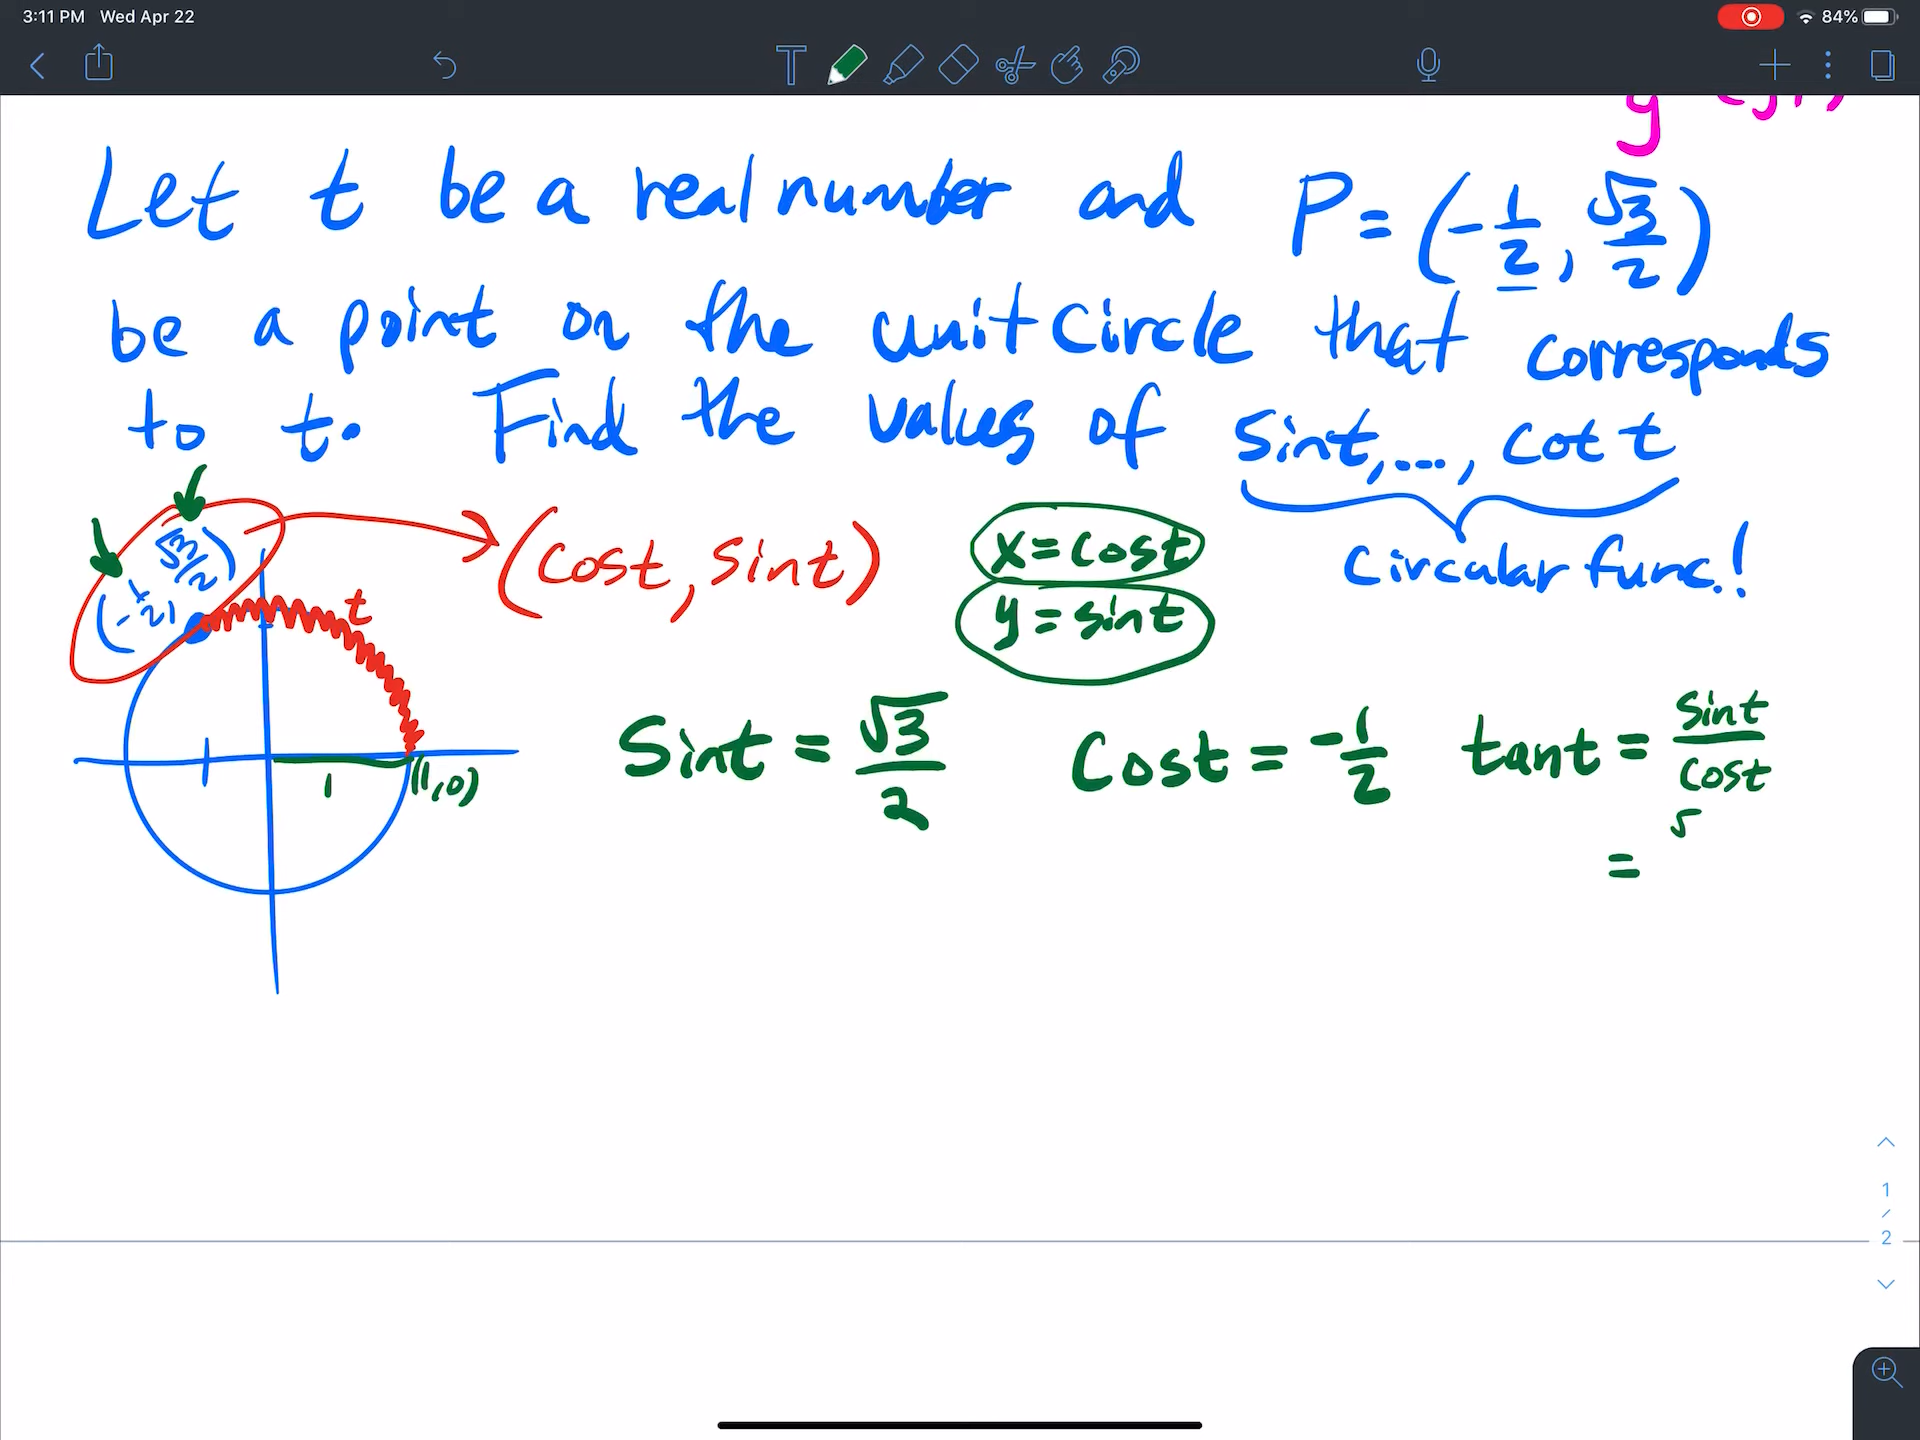 3:11 PM Wed Apr 22 84%
T
y
Let t be a real number and P = (-1/2, √3/2)
be a point on the unit circle that corresponds
to t. Find the values of sint, ..., cot t
(-1/2, √3/2) (cost, sint) x = cost circular func.!
y = sint
t
sint = √3/2 cost = -1/2 tant = sint/cost
1 (1,0)
=
1
/
2